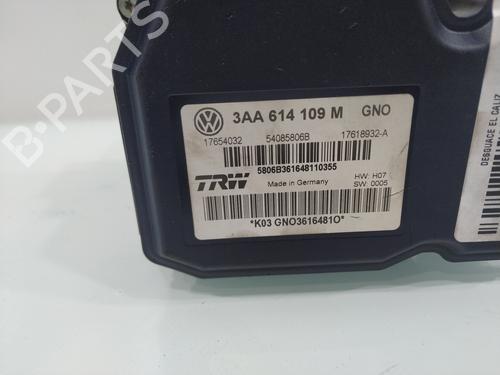 3AA 614 109 M GNO
17654032 54085806B 17618932-A
5806B361648110355
TRW
Made in Germany
HW: H07
SW: 0005
*K03 GNO3616481O*
DESGUACE EL CALIZ
B-PARTS